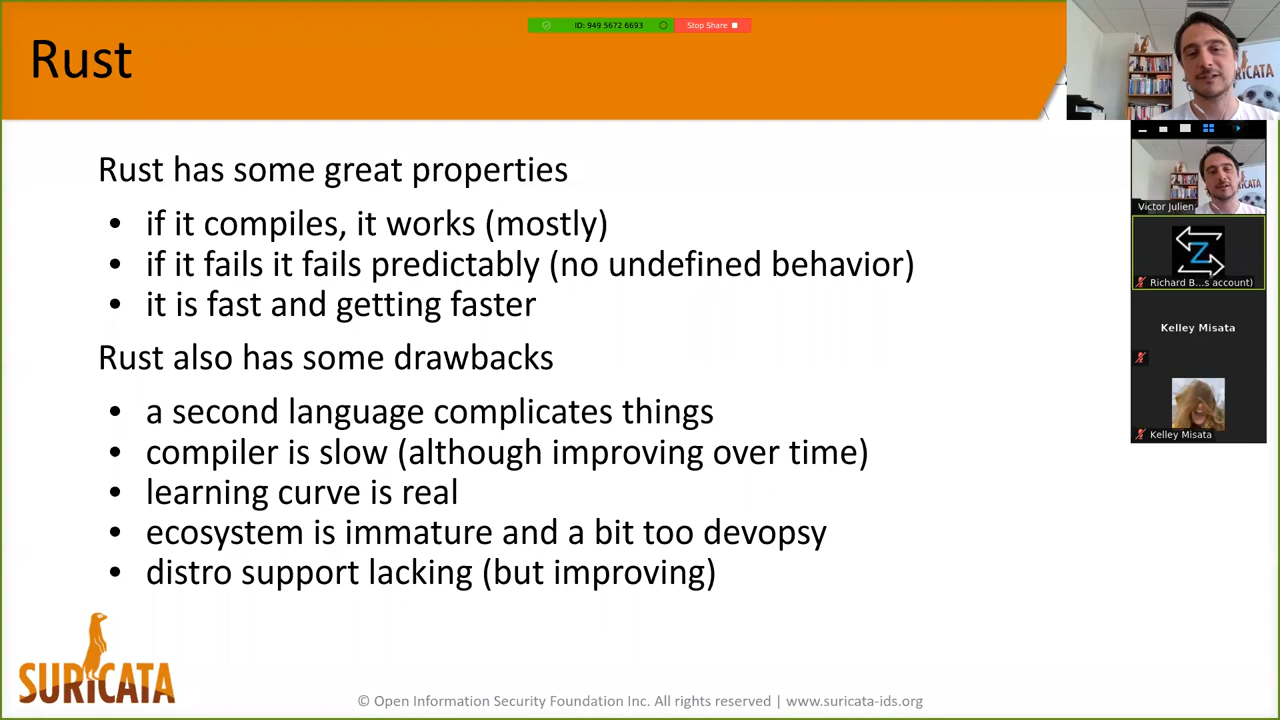 Rust
ID: 949 5672 6693
Stop Share
Rust has some great properties
• if it compiles, it works (mostly)
• if it fails it fails predictably (no undefined behavior)
• it is fast and getting faster
Rust also has some drawbacks
• a second language complicates things
• compiler is slow (although improving over time)
• learning curve is real
• ecosystem is immature and a bit too devopsy
• distro support lacking (but improving)
SURICATA
© Open Information Security Foundation Inc. All rights reserved | www.suricata-ids.org
Victor Julien
Z
Richard B...s account)
Kelley Misata
Kelley Misata